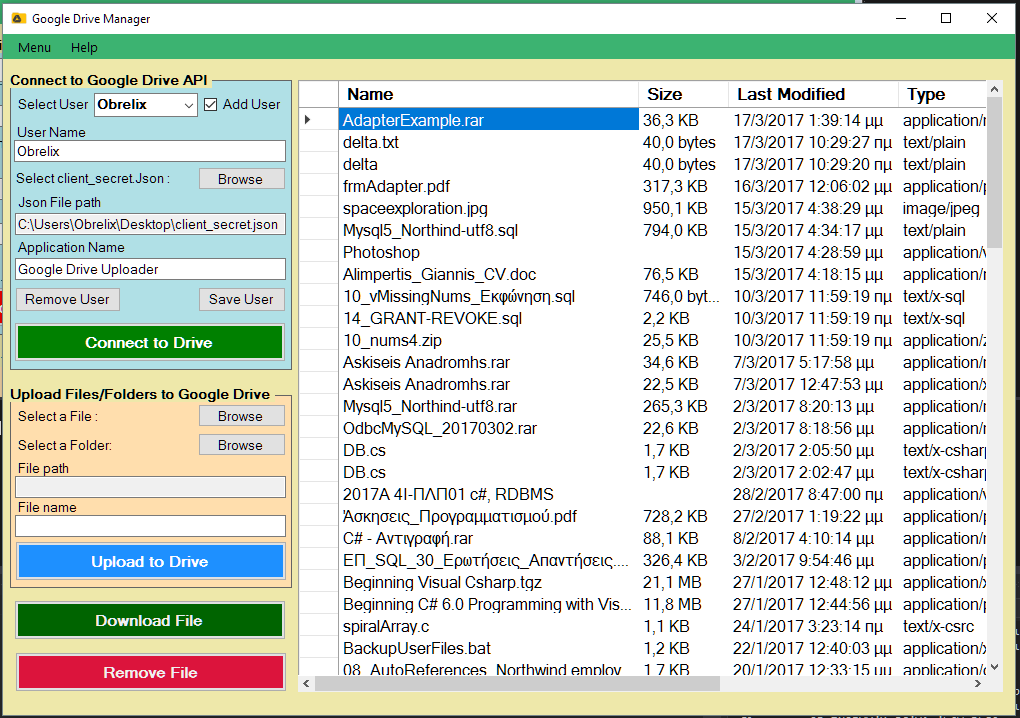 Google Drive Manager
Menu Help
Connect to Google Drive API
Select User Obrelix Add User
User Name
Obrelix
Select client_secret.Json : Browse
Json File path
C:\Users\Obrelix\Desktop\client_secret.json
Application Name
Google Drive Uploader
Remove User Save User
Connect to Drive
Upload Files/Folders to Google Drive
Select a File : Browse
Select a Folder: Browse
File path
File name
Upload to Drive
Download File
Remove File
Name Size Last Modified Type
AdapterExample.rar 36,3 KB 17/3/2017 1:39:14 μμ application/r
delta.txt 40,0 bytes 17/3/2017 10:29:27 πμ text/plain
delta 40,0 bytes 17/3/2017 10:29:20 πμ text/plain
frmAdapter.pdf 317,3 KB 16/3/2017 12:06:02 μμ application/p
spaceexploration.jpg 950,1 KB 15/3/2017 4:38:29 μμ image/jpeg
Mysql5_Northind-utf8.sql 794,0 KB 15/3/2017 4:34:17 μμ text/plain
Photoshop 15/3/2017 4:28:59 μμ application/v
Alimpertis_Giannis_CV.doc 76,5 KB 15/3/2017 4:18:15 μμ application/r
10_vMissingNums_Εκφώνηση.sql 746,0 byt... 10/3/2017 11:59:19 πμ text/x-sql
14_GRANT-REVOKE.sql 2,2 KB 10/3/2017 11:59:19 πμ text/x-sql
10_nums4.zip 25,5 KB 10/3/2017 11:59:19 πμ application/z
Askiseis Anadromhs.rar 34,6 KB 7/3/2017 5:17:58 μμ application/r
Askiseis Anadromhs.rar 22,5 KB 7/3/2017 12:47:53 μμ application/x
Mysql5_Northind-utf8.rar 265,3 KB 2/3/2017 8:20:13 μμ application/r
OdbcMySQL_20170302.rar 22,6 KB 2/3/2017 8:18:56 μμ application/r
DB.cs 1,7 KB 2/3/2017 2:05:50 μμ text/x-csharp
DB.cs 1,7 KB 2/3/2017 2:02:47 μμ text/x-csharp
2017A 4Ι-ΠΛΠ01 c#, RDBMS 28/2/2017 8:47:00 πμ application/v
Άσκησεις_Προγραμματισμού.pdf 728,2 KB 27/2/2017 1:19:22 μμ application/p
C# - Αντιγραφή.rar 88,1 KB 8/2/2017 4:10:14 μμ application/r
ΕΠ_SQL_30_Ερωτήσεις_Απαντήσεις.... 326,4 KB 3/2/2017 9:54:46 μμ application/p
Beginning Visual Csharp.tgz 21,1 MB 27/1/2017 12:48:12 μμ application/x
Beginning C# 6.0 Programming with Vis... 11,8 MB 27/1/2017 12:44:56 μμ application/p
spiralArray.c 1,1 KB 24/1/2017 3:23:14 πμ text/x-csrc
BackupUserFiles.bat 1,2 KB 22/1/2017 12:40:03 μμ application/x
08_AutoReferences_Northwind employ 1,7 KB 20/1/2017 12:33:15 μμ application/